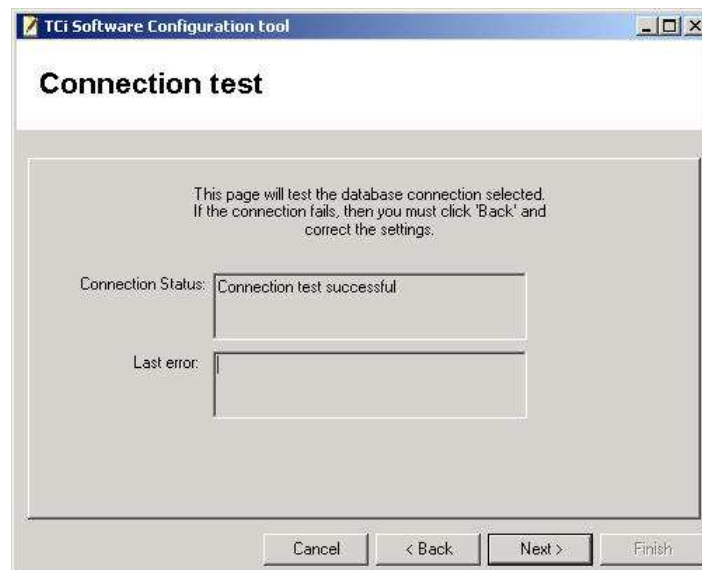 TCi Software Configuration tool
Connection test
This page will test the database connection selected.
If the connection fails, then you must click 'Back' and
correct the settings.
Connection Status: Connection test successful
Last error:
Cancel < Back Next > Finish